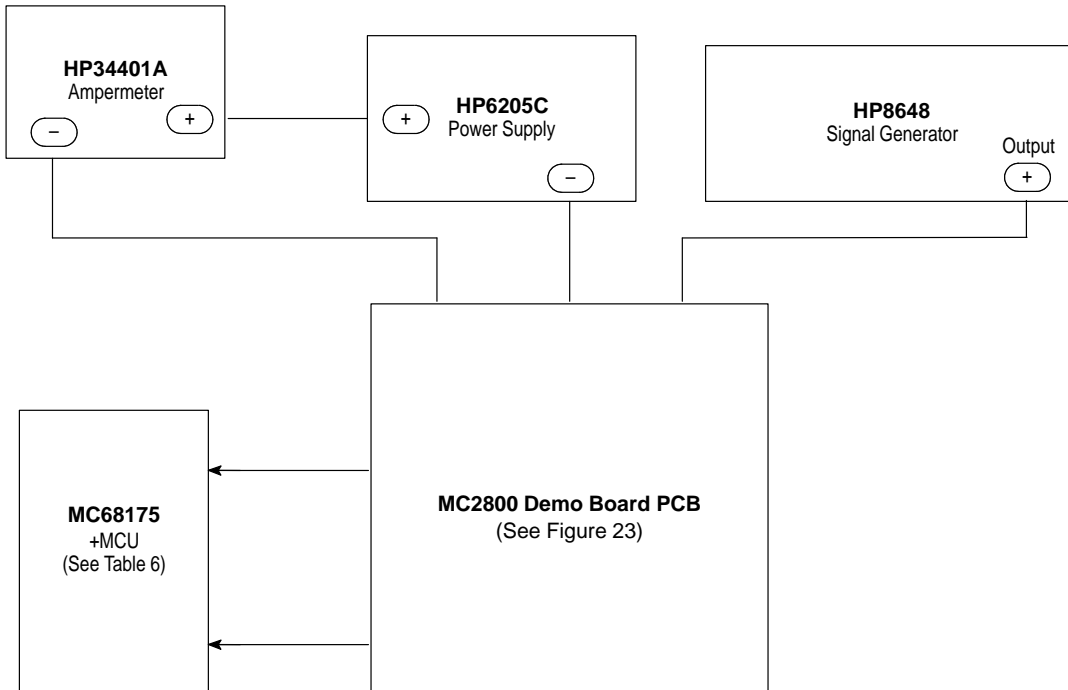 HP34401A
Ampermeter
−
+
HP6205C
Power Supply
+
−
HP8648
Signal Generator
Output
+
MC68175
+MCU
(See Table 6)
MC2800 Demo Board PCB
(See Figure 23)